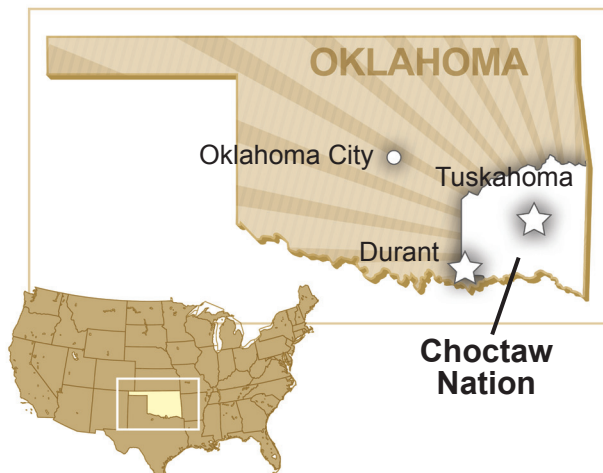 OKLAHOMA
Oklahoma City
Tuskahoma
Durant
Choctaw
Nation